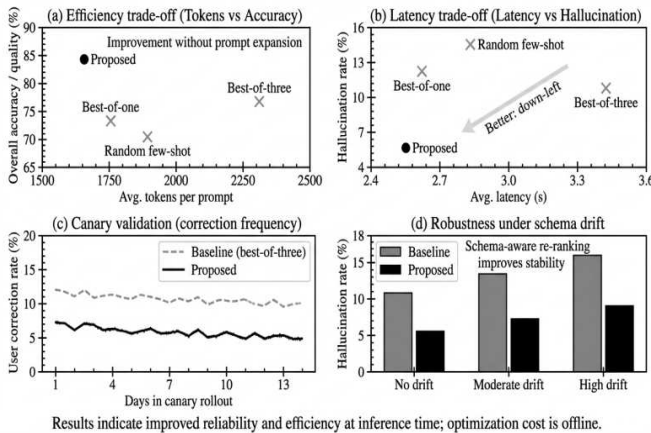 (a) Efficiency trade-off (Tokens vs Accuracy)
Overall accuracy / quality (%)
90
85
80
75
70
65
Improvement without prompt expansion
Proposed
Best-of-one
Best-of-three
Random few-shot
1500
1750
2000
2250
2500
Avg. tokens per prompt
(b) Latency trade-off (Latency vs Hallucination)
Hallucination rate (%)
16
13
10
7
4
Random few-shot
Best-of-one
Best-of-three
Better: down-left
Proposed
2.4
2.7
3.0
3.3
3.6
Avg. latency (s)
(c) Canary validation (correction frequency)
User correction rate (%)
20
15
10
5
0
Baseline (best-of-three)
Proposed
1
4
7
10
13
Days in canary rollout
(d) Robustness under schema drift
Hallucination rate (%)
18
15
10
5
0
Baseline
Proposed
Schema-aware re-ranking
improves stability
No drift
Moderate drift
High drift
Results indicate improved reliability and efficiency at inference time; optimization cost is offline.